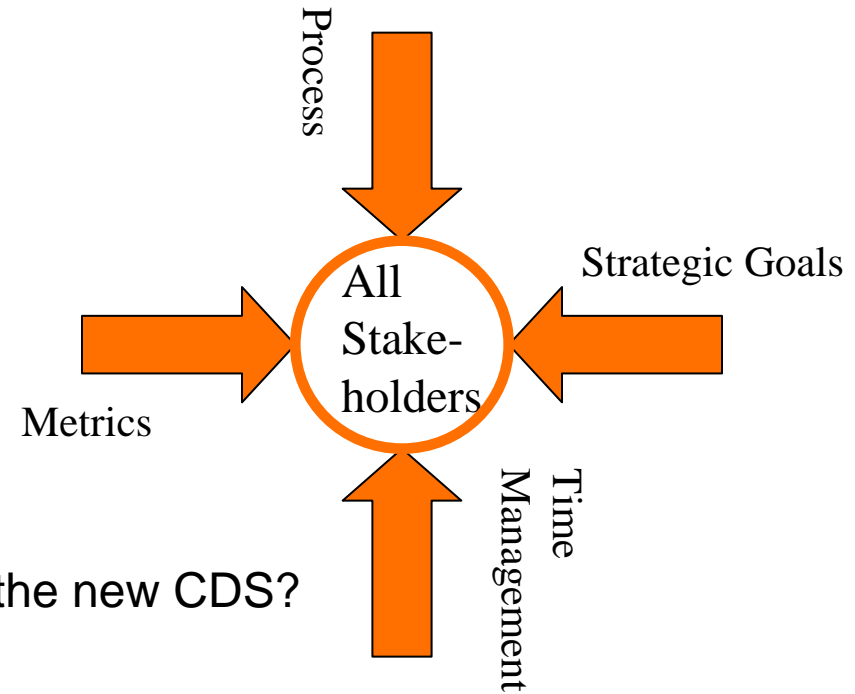 Process
Strategic Goals
All
Stake-
holders
Metrics
Time
Management
the new CDS?